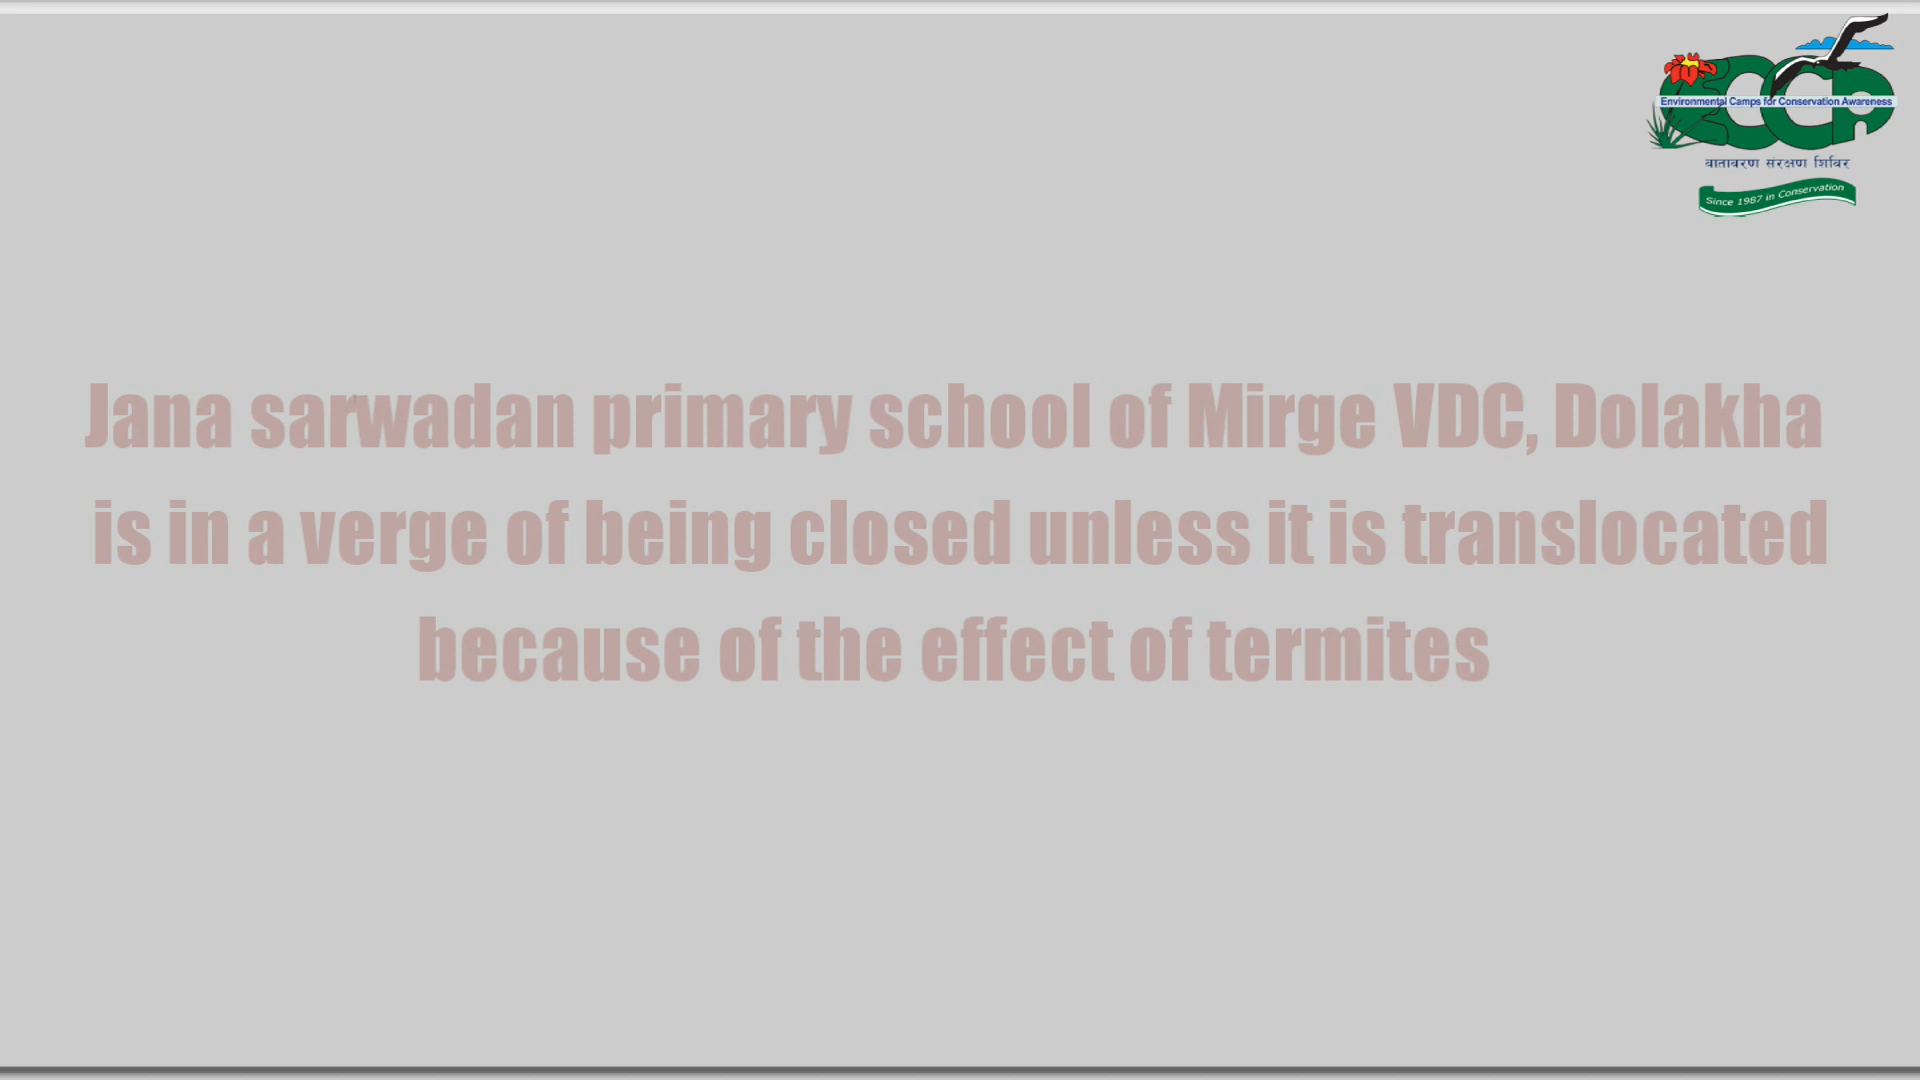 ECCA
Environmental Camps for Conservation Awareness
वातावरण संरक्षण शिविर
Since 1987 in Conservation
Jana sarwadan primary school of Mirge VDC, Dolakha
is in a verge of being closed unless it is translocated
because of the effect of termites